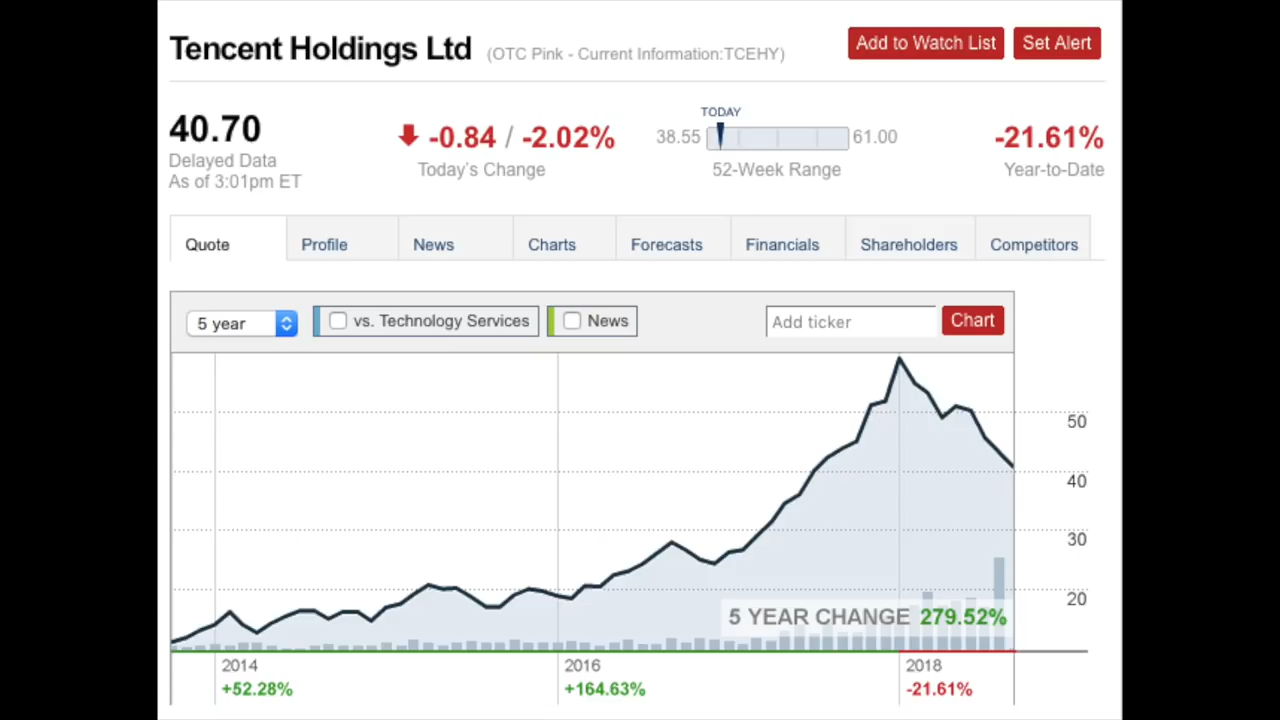 Tencent Holdings Ltd (OTC Pink - Current Information:TCEHY) Add to Watch List Set Alert
TODAY
40.70 -0.84 / -2.02% 38.55 61.00 -21.61%
Delayed Data Today's Change 52-Week Range Year-to-Date
As of 3:01pm ET
Quote Profile News Charts Forecasts Financials Shareholders Competitors
5 year vs. Technology Services News Add ticker Chart
50
40
30
20
5 YEAR CHANGE 279.52%
2014 2016 2018
+52.28% +164.63% -21.61%